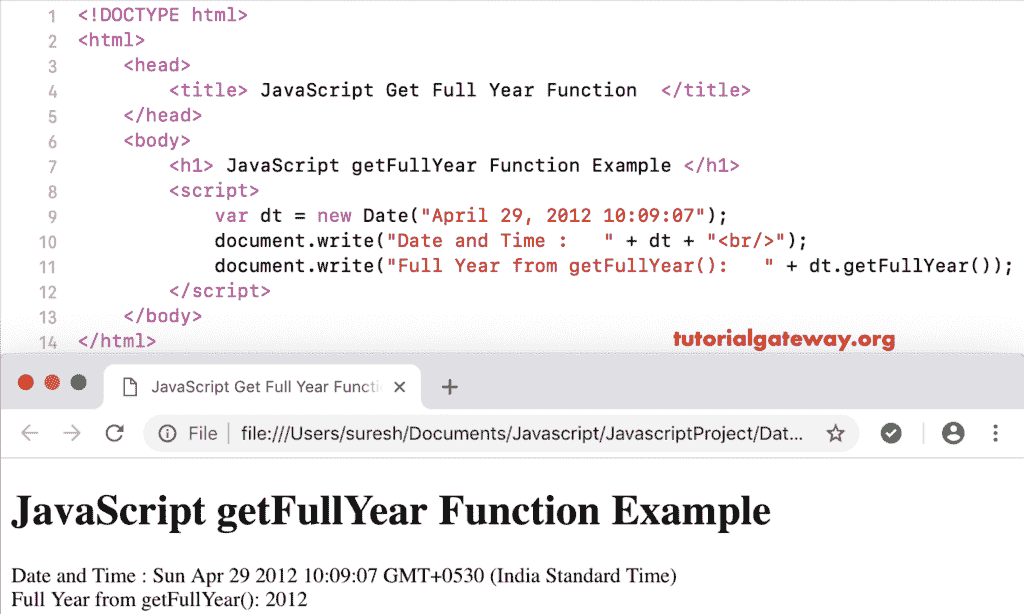 1 <!DOCTYPE html>
2 <html>
3     <head>
4         <title> JavaScript Get Full Year Function  </title>
5     </head>
6     <body>
7         <h1> JavaScript getFullYear Function Example </h1>
8         <script>
9             var dt = new Date("April 29, 2012 10:09:07");
10             document.write("Date and Time :   " + dt + "<br/>");
11             document.write("Full Year from getFullYear():   " + dt.getFullYear());
12         </script>
13     </body>
14 </html>
tutorialgateway.org
JavaScript Get Full Year Functi
File file:///Users/suresh/Documents/Javascript/JavascriptProject/Dat...
JavaScript getFullYear Function Example
Date and Time : Sun Apr 29 2012 10:09:07 GMT+0530 (India Standard Time)
Full Year from getFullYear(): 2012